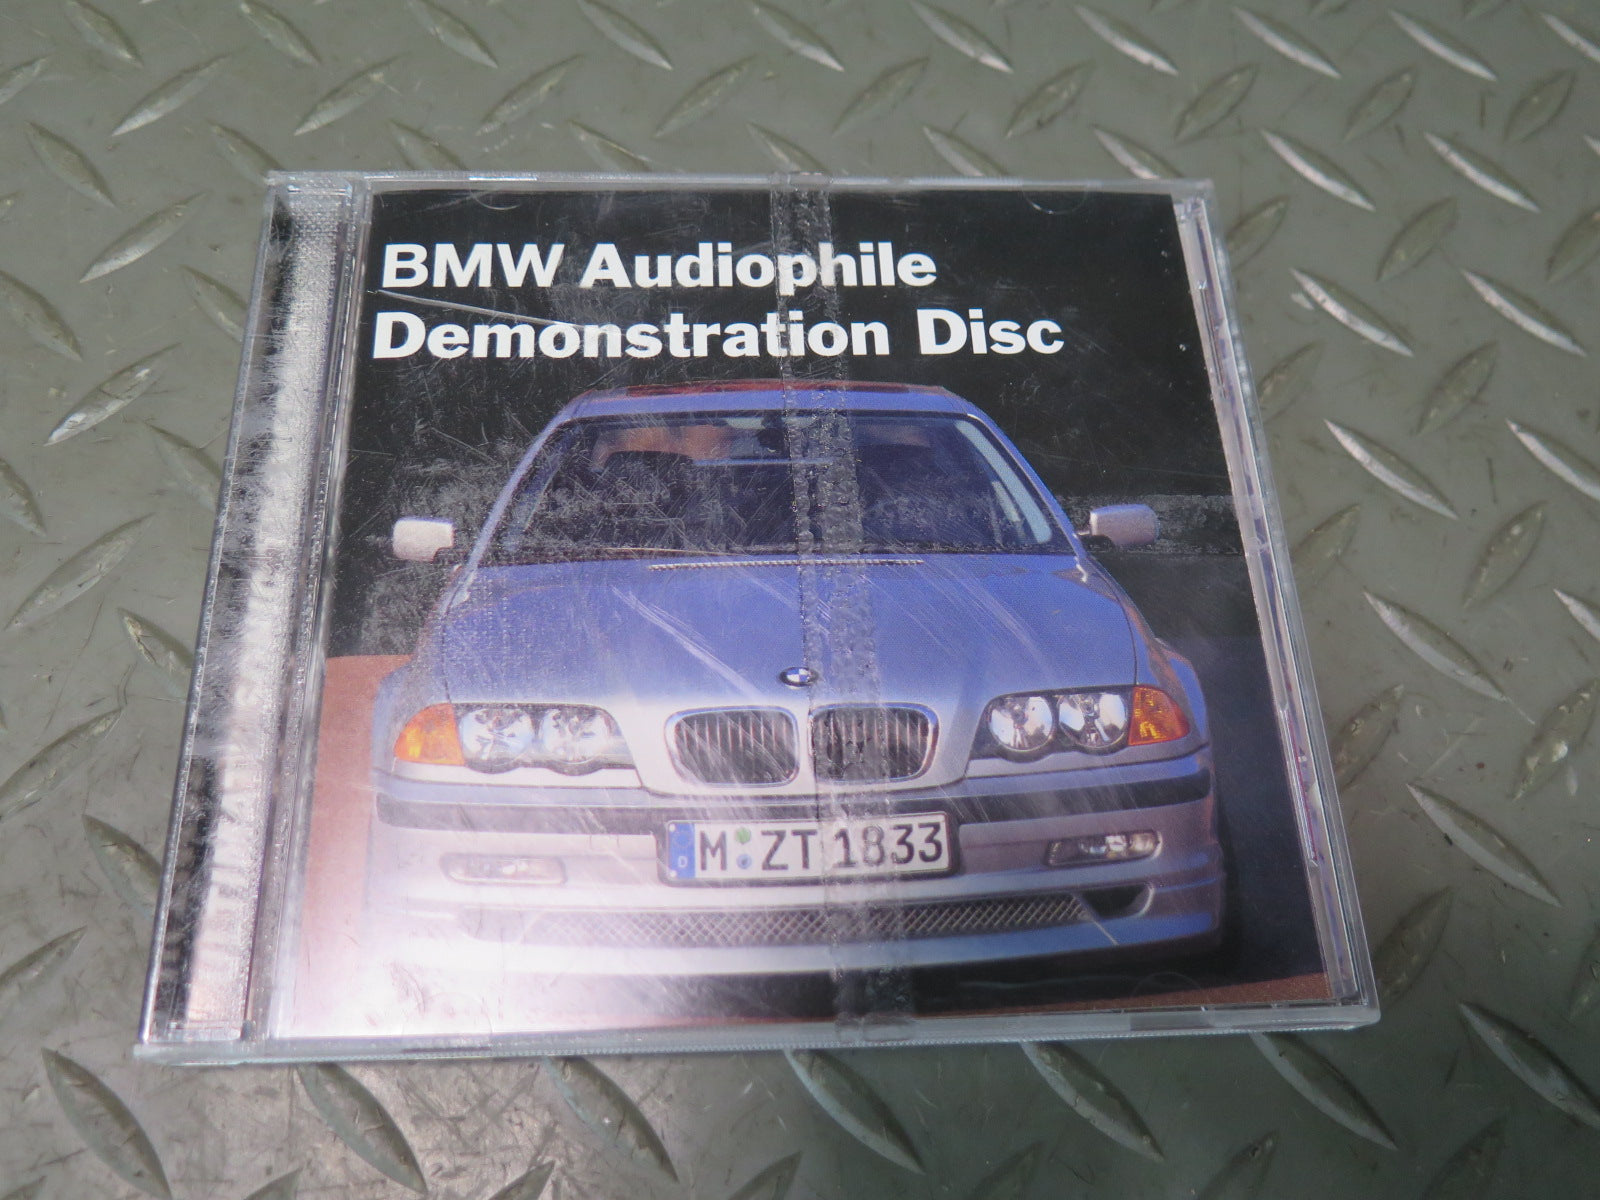 BMW Audiophile
Demonstration Disc
D
M ZT 1833